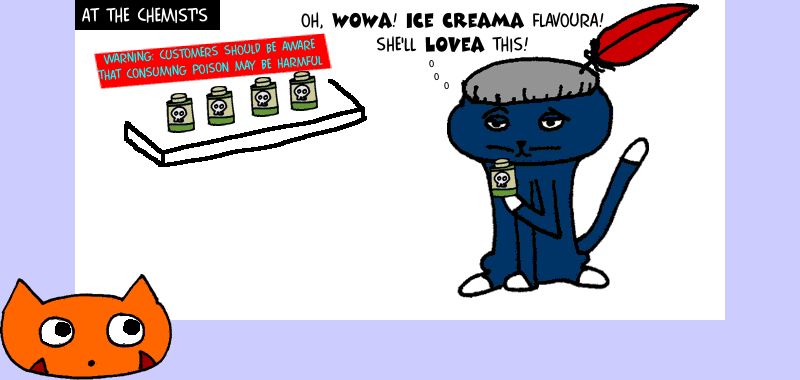 AT THE CHEMIST'S
OH, WOWA! ICE CREAMA FLAVOURA!
SHE'LL LOVEA THIS!
WARNING: CUSTOMERS SHOULD BE AWARE
THAT CONSUMING POISON MAY BE HARMFUL